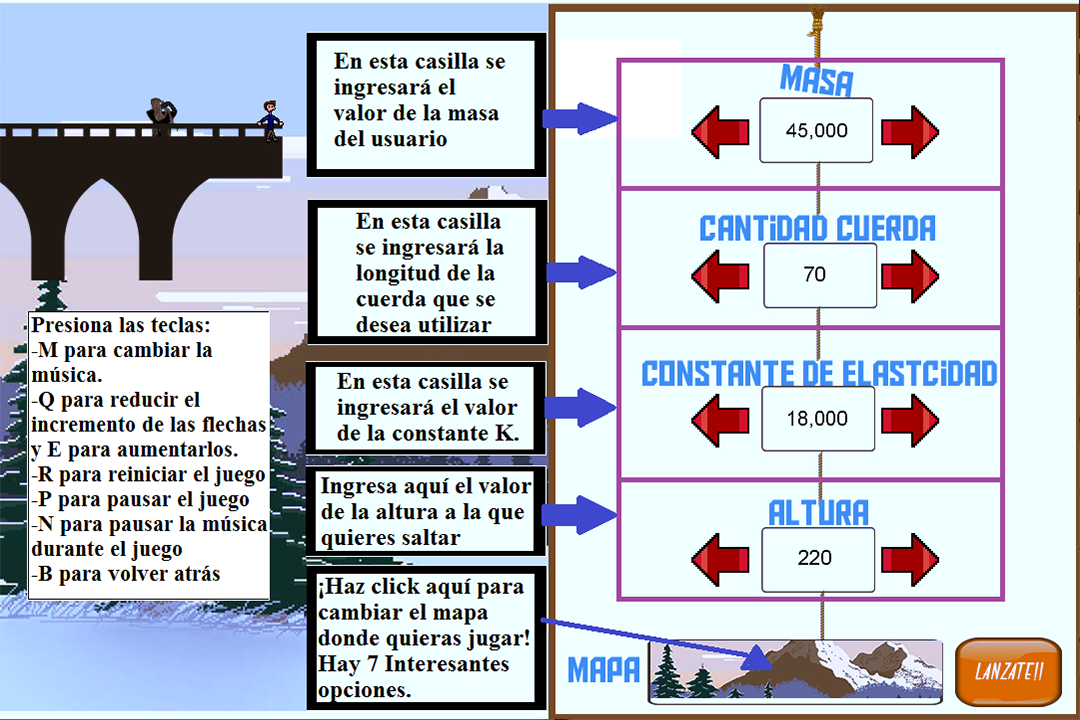 En esta casilla se
ingresará el
valor de la masa
del usuario
En esta casilla
se ingresará la
longitud de la
cuerda que se
desea utilizar
En esta casilla se
ingresará el valor
de la constante K.
Ingresa aquí el valor
de la altura a la que
quieres saltar
¡Haz click aquí para
cambiar el mapa
donde quieras jugar!
Hay 7 Interesantes
opciones.
Presiona las teclas:
-M para cambiar la
música.
-Q para reducir el
incremento de las flechas
y E para aumentarlos.
-R para reiniciar el juego
-P para pausar el juego
-N para pausar la música
durante el juego
-B para volver atrás
MASA
45,000
CANTiDAD CUERDA
70
CONSTANTE DE ELASTCiDAD
18,000
ALTURA
220
MAPA
LANZATE!!